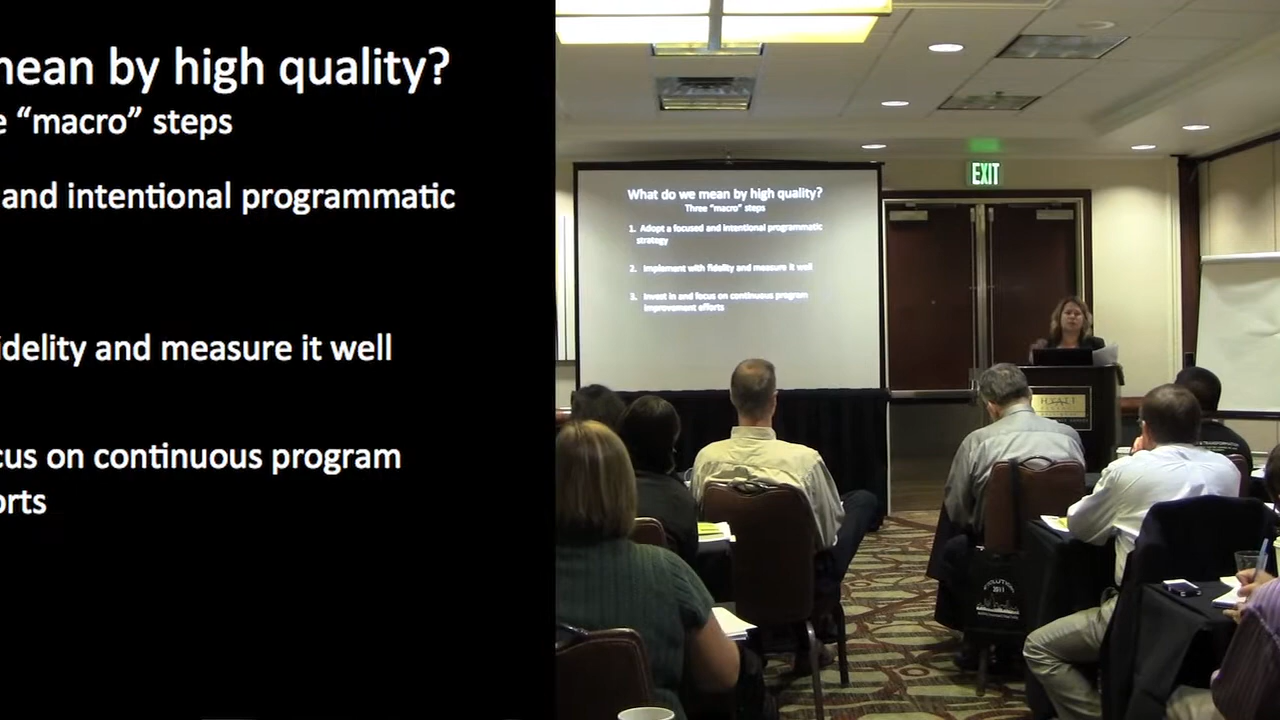 mean by high quality?
e “macro” steps
and intentional programmatic
idelity and measure it well
cus on continuous program
orts
What do we mean by high quality?
Three “macro” steps
1. Adopt a focused and intentional programmatic
strategy
2. Implement with fidelity and measure it well
3. Invest in and focus on continuous program
improvement efforts
EXIT
HYATT
2011